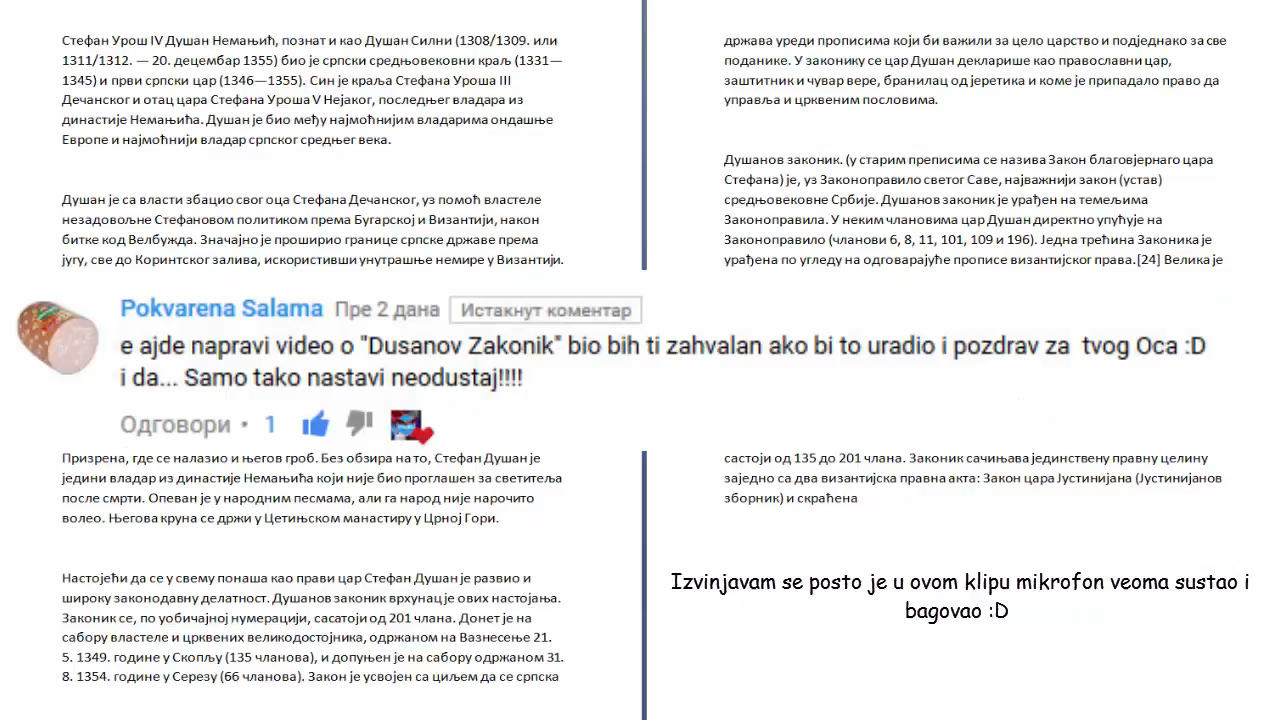 Стефан Урош IV Душан Немањић, познат и као Душан Силни (1308/1309. или
1311/1312. — 20. децембар 1355) био је српски средњовековни краљ (1331—
1345) и први српски цар (1346—1355). Син је краља Стефана Уроша III
Дечанског и отац цара Стефана Уроша V Нејаког, последњег владара из
династије Немањића. Душан је био међу најмоћнијим владарима ондашње
Европе и најмоћнији владар српског средњег века.
Душан је са власти збацио свог оца Стефана Дечанског, уз помоћ властеле
незадовољне Стефановом политиком према Бугарској и Византији, након
битке код Велбужда. Значајно је проширио границе српске државе према
југу, све до Коринтског залива, искористивши унутрашње немире у Византији.
држава уреди прописима који би важили за цело царство и подједнако за све
поданике. У законику се цар Душан декларише као православни цар,
заштитник и чувар вере, бранилац од јеретика и коме је припадало право да
управља и црквеним пословима.
Душанов законик. (у старим преписима се назива Закон благовјернаго цара
Стефана) је, уз Законоправило светог Саве, најважнији закон (устав)
средњовековне Србије. Душанов законик је урађен на темељима
Законоправила. У неким члановима цар Душан директно упућује на
Законоправило (чланови 6, 8, 11, 101, 109 и 196). Једна трећина Законика је
урађена по угледу на одговарајуће прописе византијског права.[24] Велика је
Pokvarena Salama Пре 2 дана Истакнут коментар
e ajde napravi video o "Dusanov Zakonik" bio bih ti zahvalan ako bi to uradio i pozdrav za tvog Oca :D
i da... Samo tako nastavi neodustaj!!!!
Одговори • 1
Призрена, где се налазио и његов гроб. Без обзира на то, Стефан Душан је
једини владар из династије Немањића који није био проглашен за светитеља
после смрти. Опеван је у народним песмама, али га народ није нарочито
волео. Његова круна се држи у Цетињском манастиру у Црној Гори.
Настојећи да се у свему понаша као прави цар Стефан Душан је развио и
широку законодавну делатност. Душанов законик врхунац је ових настојања.
Законик се, по уобичајној нумерацији, сасатоји од 201 члана. Донет је на
сабору властеле и црквених великодостојника, одржаном на Вазнесење 21.
5. 1349. године у Скопљу (135 чланова), и допуњен је на сабору одржаном 31.
8. 1354. године у Серезу (66 чланова). Закон је усвојен са циљем да се српска
састоји од 135 до 201 члана. Законик сачињава јединствену правну целину
заједно са два византијска правна акта: Закон цара Јустинијана (Јустинијанов
зборник) и скраћена
Izvinjavam se posto je u ovom klipu mikrofon veoma sustao i
bagovao :D